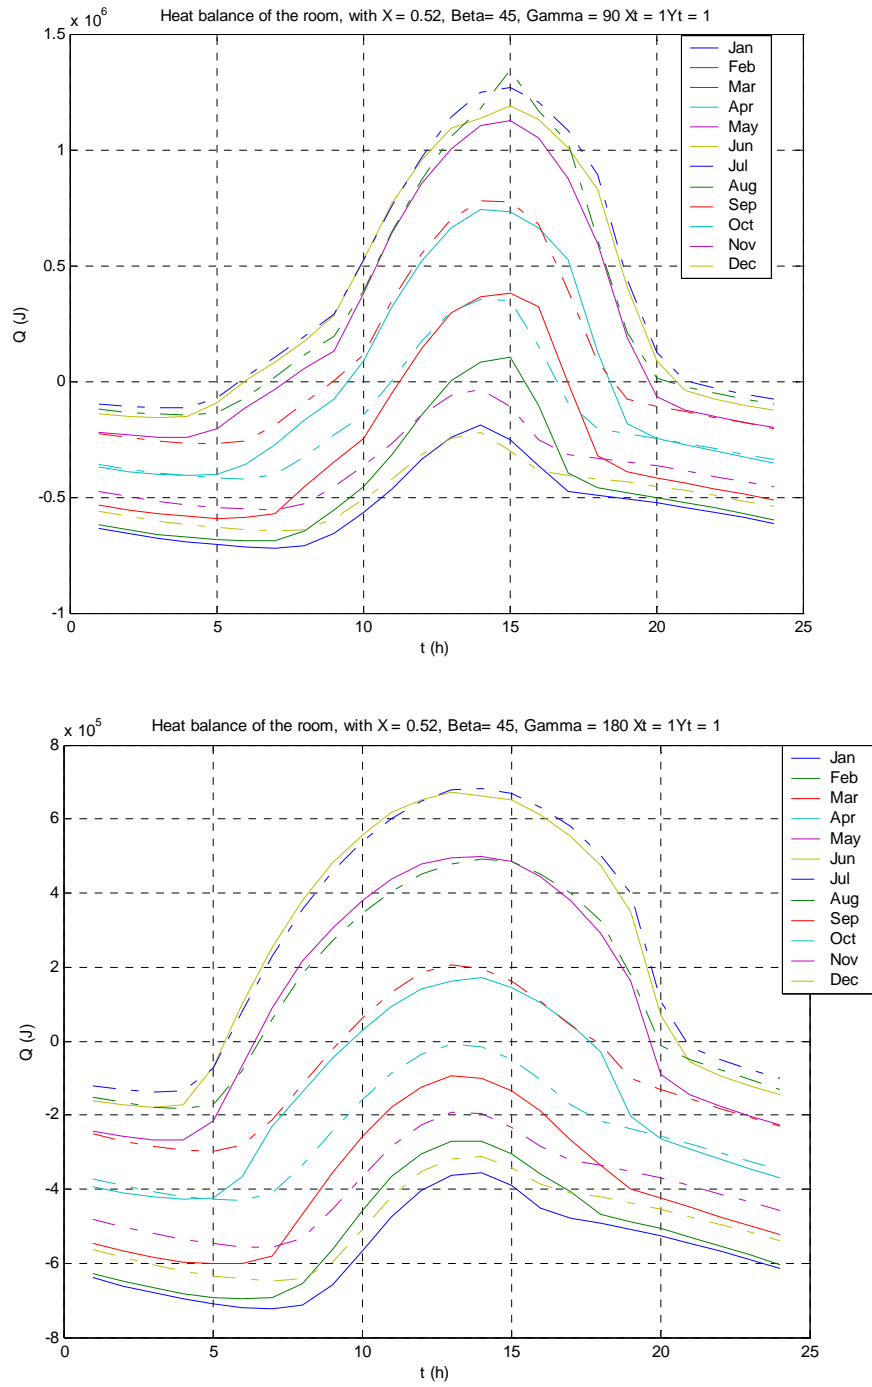 x 10^6
Heat balance of the room, with X = 0.52, Beta= 45, Gamma = 90 Xt = 1Yt = 1
1.5
1
0.5
0
-0.5
-1
Q (J)
0
5
10
15
20
25
t (h)
Jan
Feb
Mar
Apr
May
Jun
Jul
Aug
Sep
Oct
Nov
Dec
x 10^5
Heat balance of the room, with X = 0.52, Beta= 45, Gamma = 180 Xt = 1Yt = 1
8
6
4
2
0
-2
-4
-6
-8
Q (J)
0
5
10
15
20
25
t (h)
Jan
Feb
Mar
Apr
May
Jun
Jul
Aug
Sep
Oct
Nov
Dec